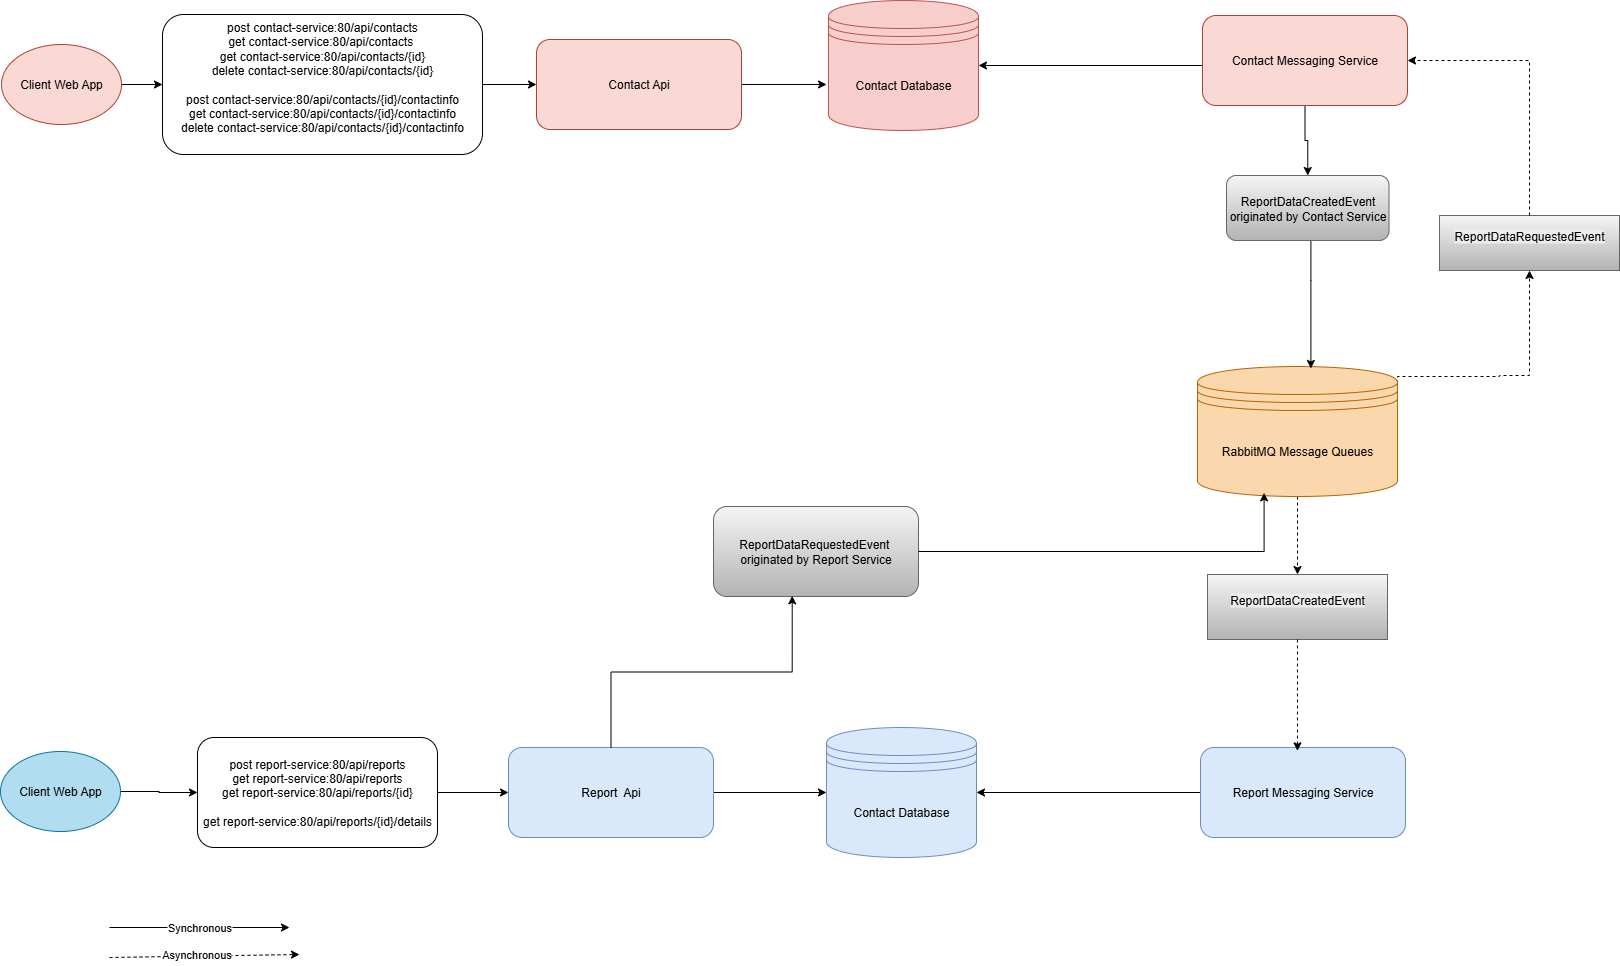 Client Web App
post contact-service:80/api/contacts
get contact-service:80/api/contacts
get contact-service:80/api/contacts/{id}
delete contact-service:80/api/contacts/{id}
post contact-service:80/api/contacts/{id}/contactinfo
get contact-service:80/api/contacts/{id}/contactinfo
delete contact-service:80/api/contacts/{id}/contactinfo
Contact Api
Contact Database
Contact Messaging Service
ReportDataCreatedEvent
originated by Contact Service
ReportDataRequestedEvent
RabbitMQ Message Queues
ReportDataRequestedEvent
originated by Report Service
ReportDataCreatedEvent
Client Web App
post report-service:80/api/reports
get report-service:80/api/reports
get report-service:80/api/reports/{id}
get report-service:80/api/reports/{id}/details
Report Api
Contact Database
Report Messaging Service
Synchronous
Asynchronous